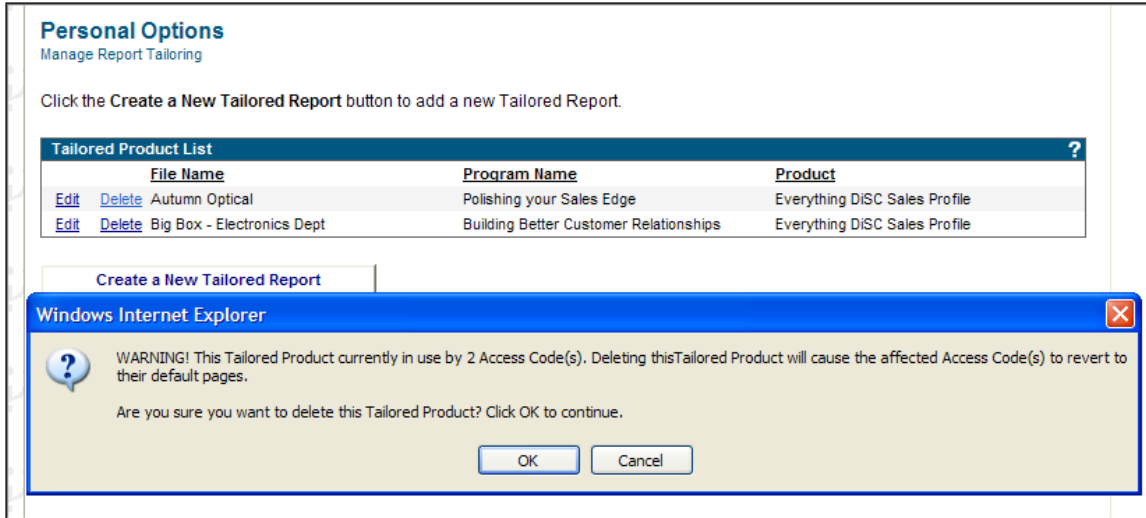 Personal Options
Manage Report Tailoring
Click the Create a New Tailored Report button to add a new Tailored Report.
Tailored Product List ?
File Name Program Name Product
Edit Delete Autumn Optical Polishing your Sales Edge Everything DiSC Sales Profile
Edit Delete Big Box - Electronics Dept Building Better Customer Relationships Everything DiSC Sales Profile
Create a New Tailored Report
Windows Internet Explorer
WARNING! This Tailored Product currently in use by 2 Access Code(s). Deleting thisTailored Product will cause the affected Access Code(s) to revert to
their default pages.
Are you sure you want to delete this Tailored Product? Click OK to continue.
OK Cancel